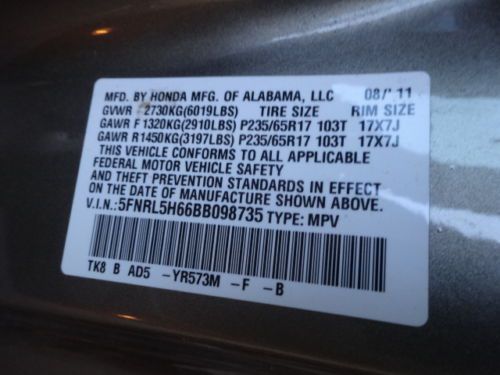 MFD. BY HONDA MFG. OF ALABAMA, LLC 08/'11
GVWR 2730KG(6019LBS) TIRE SIZE RIM SIZE
GAWR F 1320KG(2910LBS) P235/65R17 103T 17X7J
GAWR R1450KG(3197LBS) P235/65R17 103T 17X7J
THIS VEHICLE CONFORMS TO ALL APPLICABLE
FEDERAL MOTOR VEHICLE SAFETY
AND THEFT PREVENTION STANDARDS IN EFFECT
ON THE DATE OF MANUFACTURE SHOWN ABOVE.
V.I.N.: 5FNRL5H66BB098735 TYPE: MPV
TK8 B AD5 -YR573M -F -B